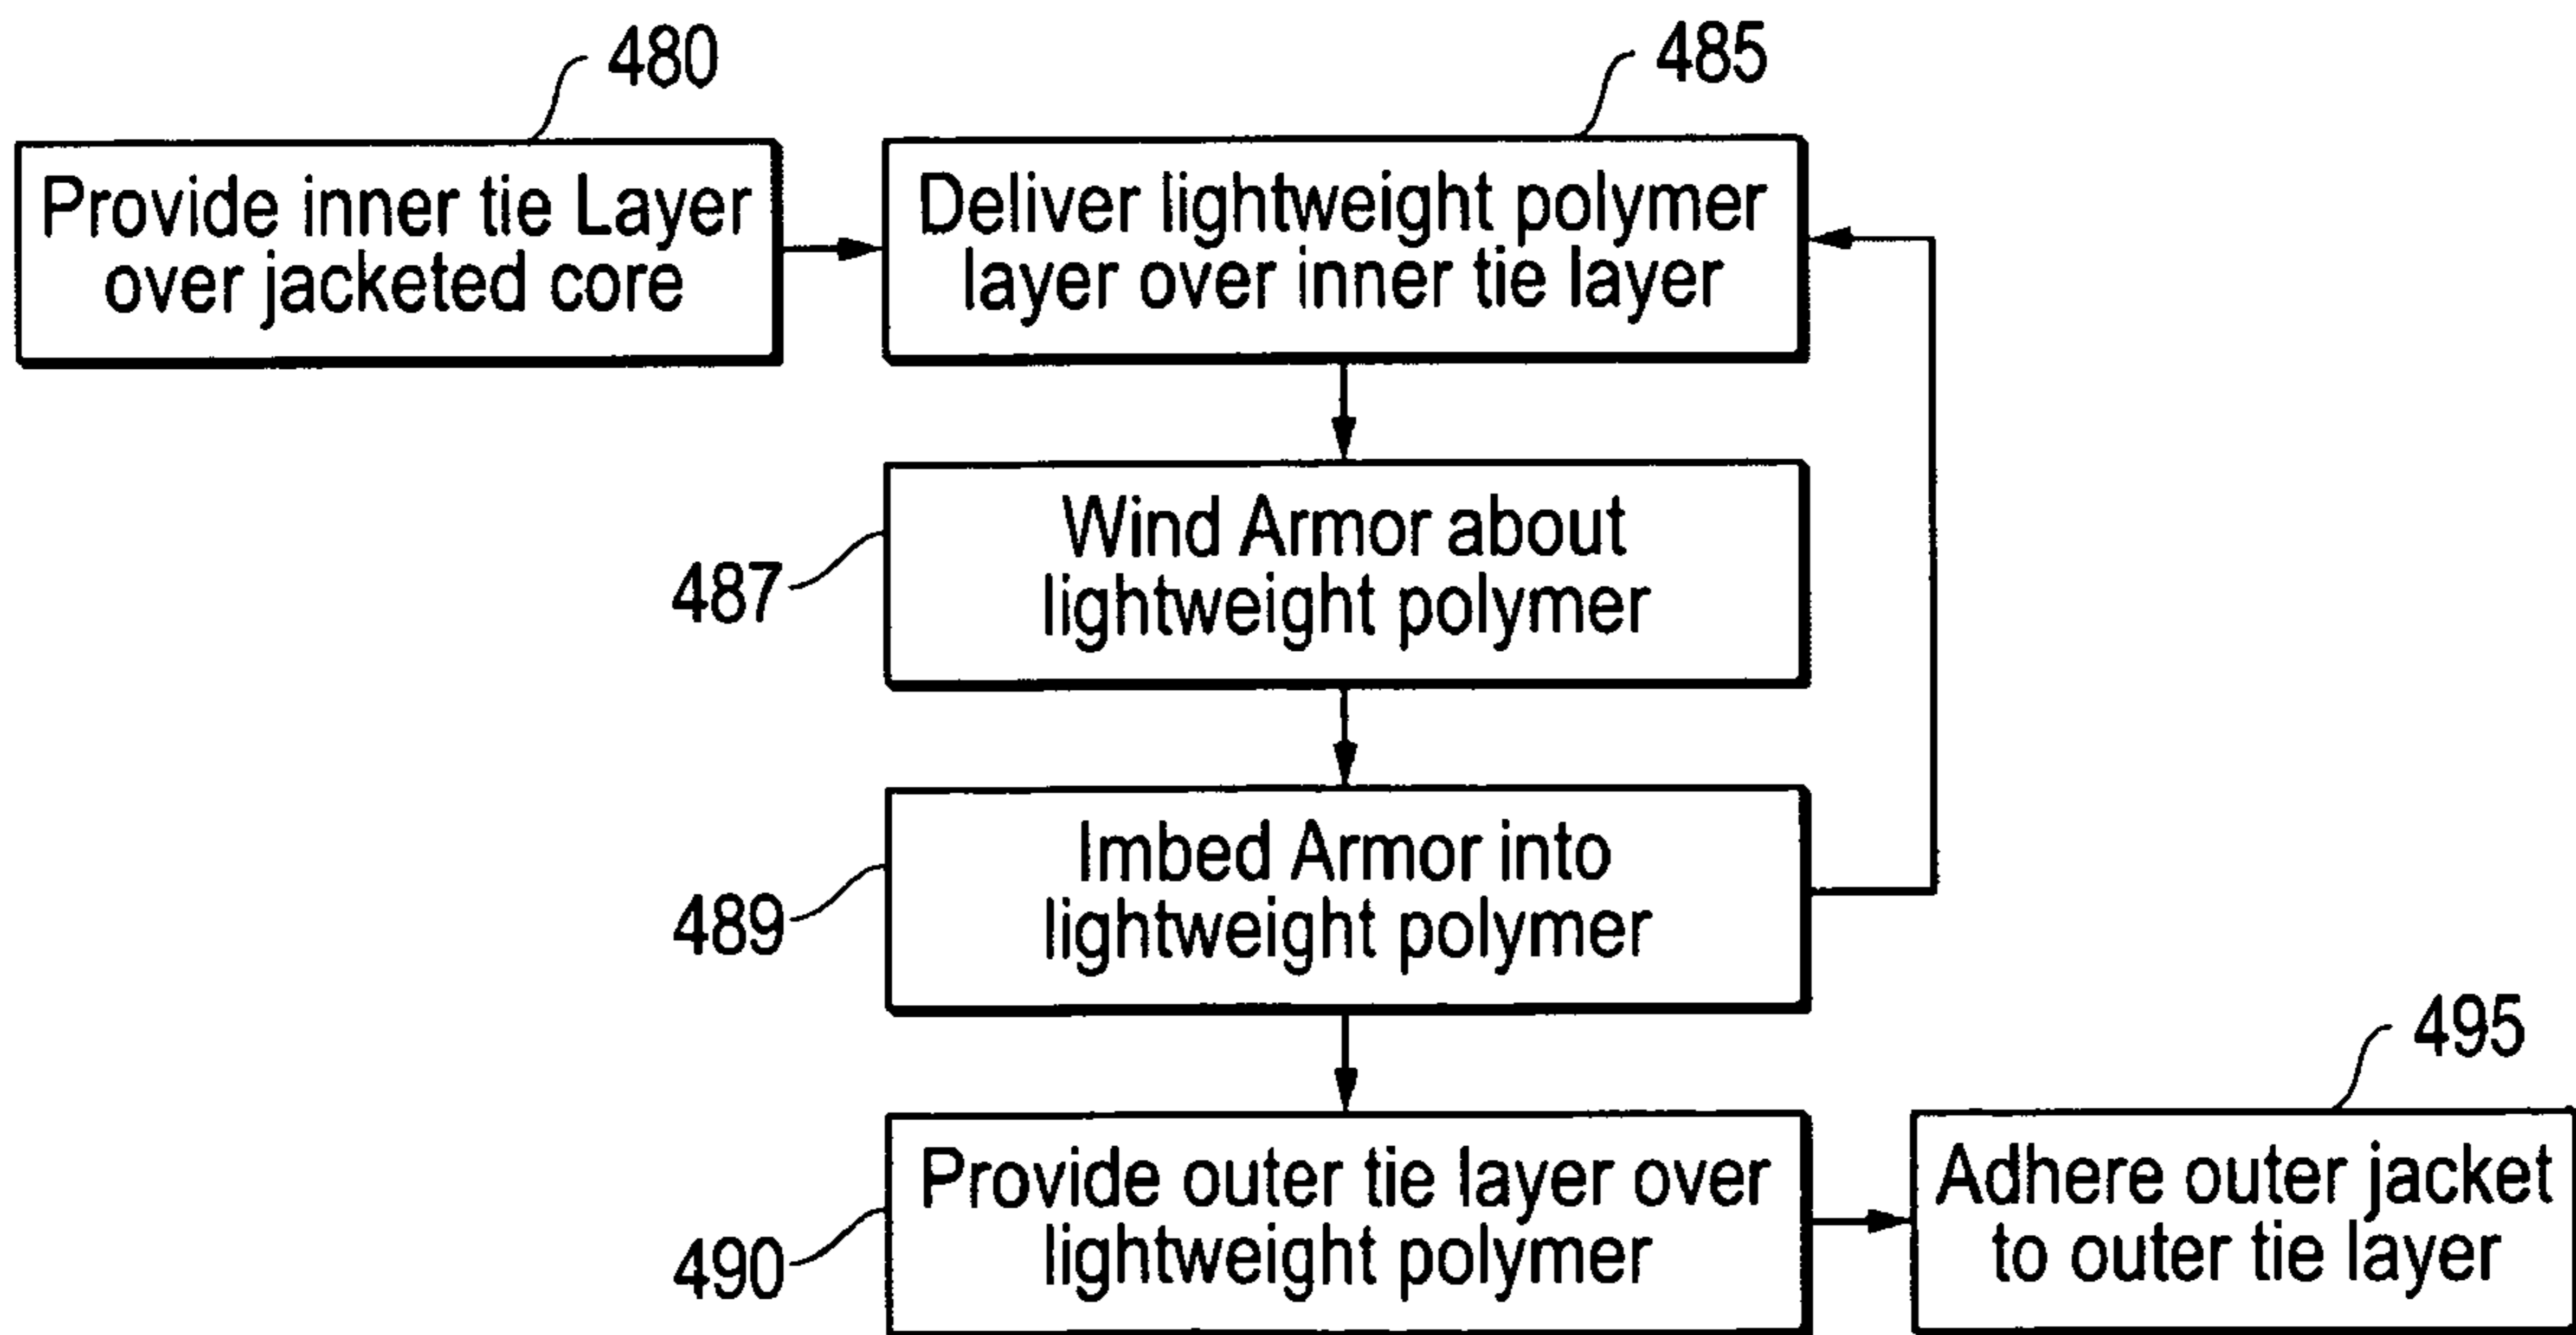 480
Provide inner tie Layer
over jacketed core
485
Deliver lightweight polymer
layer over inner tie layer
487
Wind Armor about
lightweight polymer
489
Imbed Armor into
lightweight polymer
490
Provide outer tie layer over
lightweight polymer
495
Adhere outer jacket
to outer tie layer